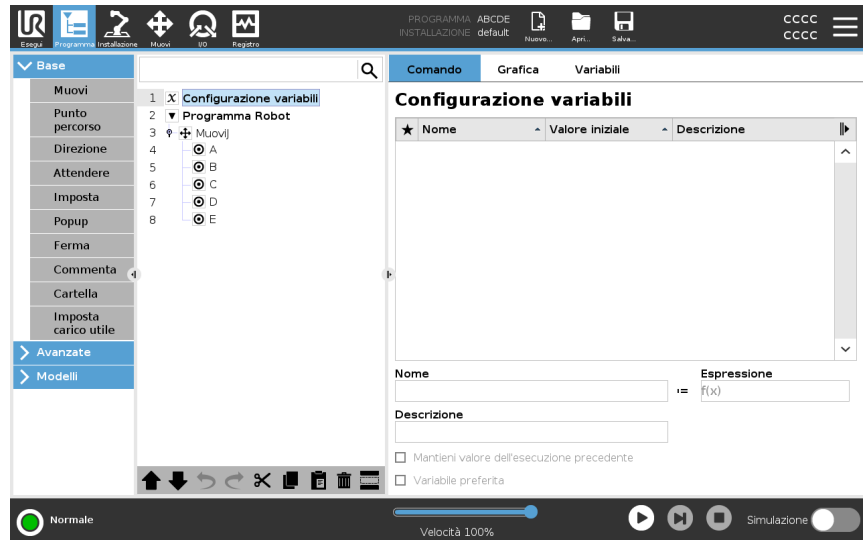 PROGRAMMA ABCDE
INSTALLAZIONE default
Nuovo...
Apri...
Salva...
CCCC
CCCC
UR
Esegui
Programma
Installazione
Muovi
I/O
Registro
Base
Muovi
Punto
percorso
Direzione
Attendere
Imposta
Popup
Ferma
Commenta
Cartella
Imposta
carico utile
Avanzate
Modelli
1 X Configurazione variabili
2 Programma Robot
3 MuoviJ
4 A
5 B
6 C
7 D
8 E
Comando
Grafica
Variabili
Configurazione variabili
Nome
Valore iniziale
Descrizione
Nome
Espressione
:=
f(x)
Descrizione
Mantieni valore dell'esecuzione precedente
Variabile preferita
Normale
Velocità 100%
Simulazione